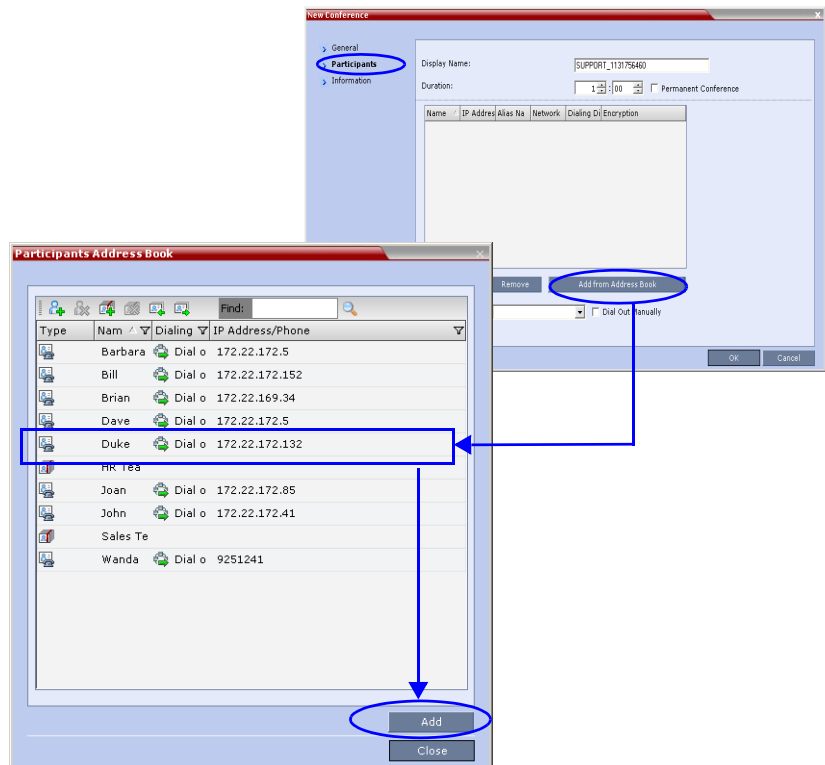 New Conference
X
General
Participants
Information
Display Name: SUPPORT_1131756460
Duration: 1 : 00 Permanent Conference
Name IP Addres Alias Na Network Dialing Di Encryption
Remove Add from Address Book
Dial Out Manually
OK Cancel
Participants Address Book
Find:
Type Nam Dialing IP Address/Phone
Barbara Dial o 172.22.172.5
Bill Dial o 172.22.172.152
Brian Dial o 172.22.169.34
Dave Dial o 172.22.172.5
Duke Dial o 172.22.172.132
HR Tea
Joan Dial o 172.22.172.85
John Dial o 172.22.172.41
Sales Te
Wanda Dial o 9251241
Add
Close